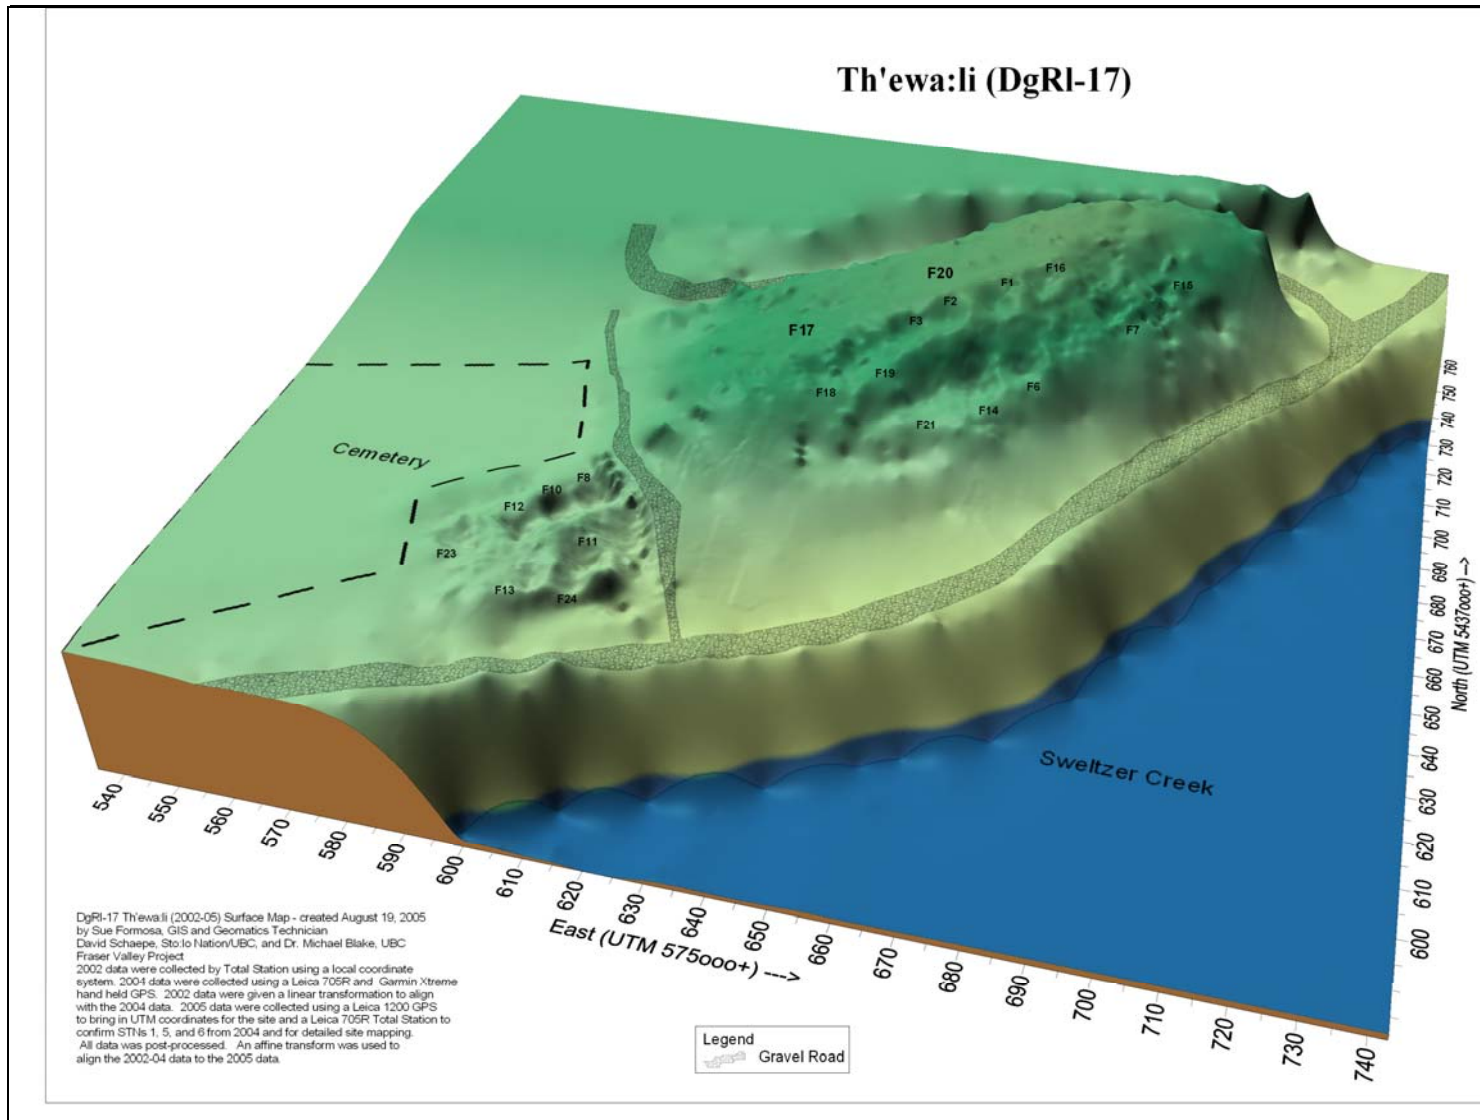 Th'ewa:li (DgRl-17)
F16
F20
F1
F15
F2
F3
F7
F17
F19
F6
F18
F14
F21
Cemetery
F8
F10
F12
F11
F23
F13
F24
Sweltzer Creek
760
750
740
730
720
710
700
690
680
670
660
650
640
630
620
610
600
North (UTM 5437ooo+) -->
540
550
560
570
580
590
600
610
620
630
640
650
660
670
680
690
700
710
720
730
740
East (UTM 575ooo+) --->
DgRl-17 Th'ewa:li (2002-05) Surface Map - created August 19, 2005
by Sue Formosa, GIS and Geomatics Technician
David Schaepe, Sto:lo Nation/UBC, and Dr. Michael Blake, UBC
Fraser Valley Project
2002 data were collected by Total Station using a local coordinate
system. 2004 data were collected using a Leica 705R and Garmin Xtreme
hand held GPS. 2002 data were given a linear transformation to align
with the 2004 data. 2005 data were collected using a Leica 1200 GPS
to bring in UTM coordinates for the site and a Leica 705R Total Station to
confirm STNs 1, 5, and 6 from 2004 and for detailed site mapping.
All data was post-processed. An affine transform was used to
align the 2002-04 data to the 2005 data.
Legend
Gravel Road